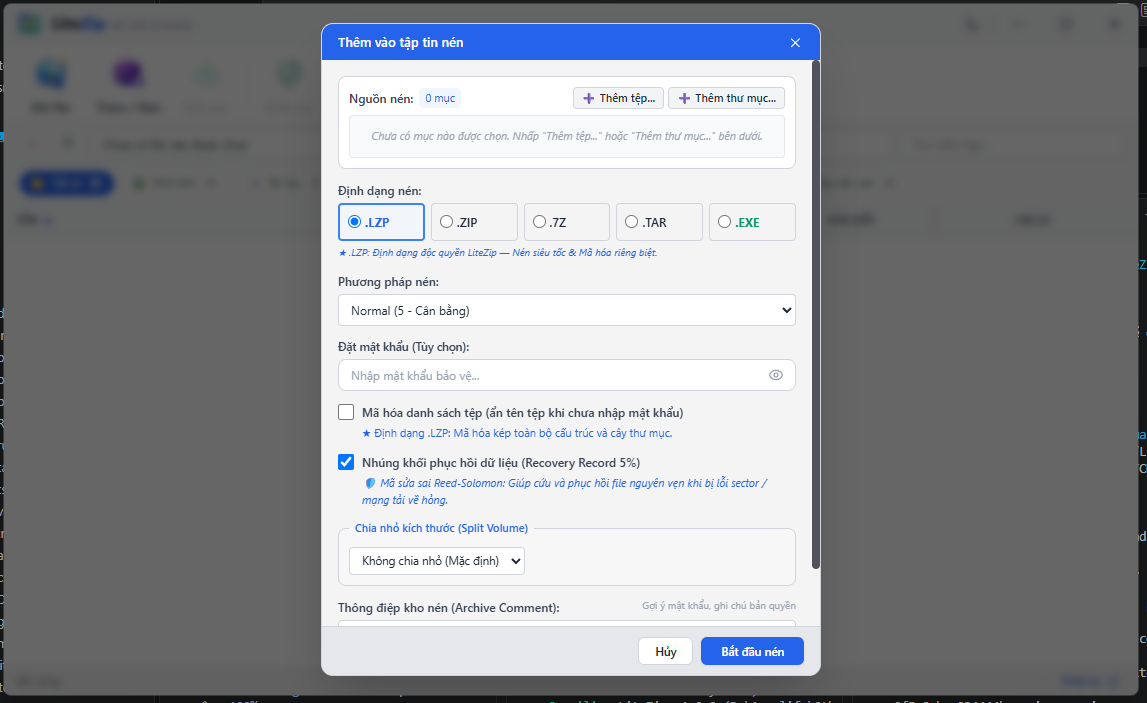 Thêm vào tập tin nén
Nguồn nén: 0 mục
Thêm tệp... Thêm thư mục...
Chưa có mục nào được chọn. Nhấp "Thêm tệp..." hoặc "Thêm thư mục..." bên dưới.
Định dạng nén:
.LZP .ZIP .7Z .TAR .EXE
★ .LZP: Định dạng độc quyền LiteZip — Nén siêu tốc & Mã hóa riêng biệt.
Phương pháp nén:
Normal (5 - Cân bằng)
Đặt mật khẩu (Tùy chọn):
Nhập mật khẩu bảo vệ...
Mã hóa danh sách tệp (ẩn tên tệp khi chưa nhập mật khẩu)
★ Định dạng .LZP: Mã hóa kép toàn bộ cấu trúc và cây thư mục.
Nhúng khối phục hồi dữ liệu (Recovery Record 5%)
Mã sửa sai Reed-Solomon: Giúp cứu và phục hồi file nguyên vẹn khi bị lỗi sector /
mạng tải về hỏng.
Chia nhỏ kích thước (Split Volume)
Không chia nhỏ (Mặc định)
Thông điệp kho nén (Archive Comment): Gợi ý mật khẩu, ghi chú bản quyền
Hủy Bắt đầu nén